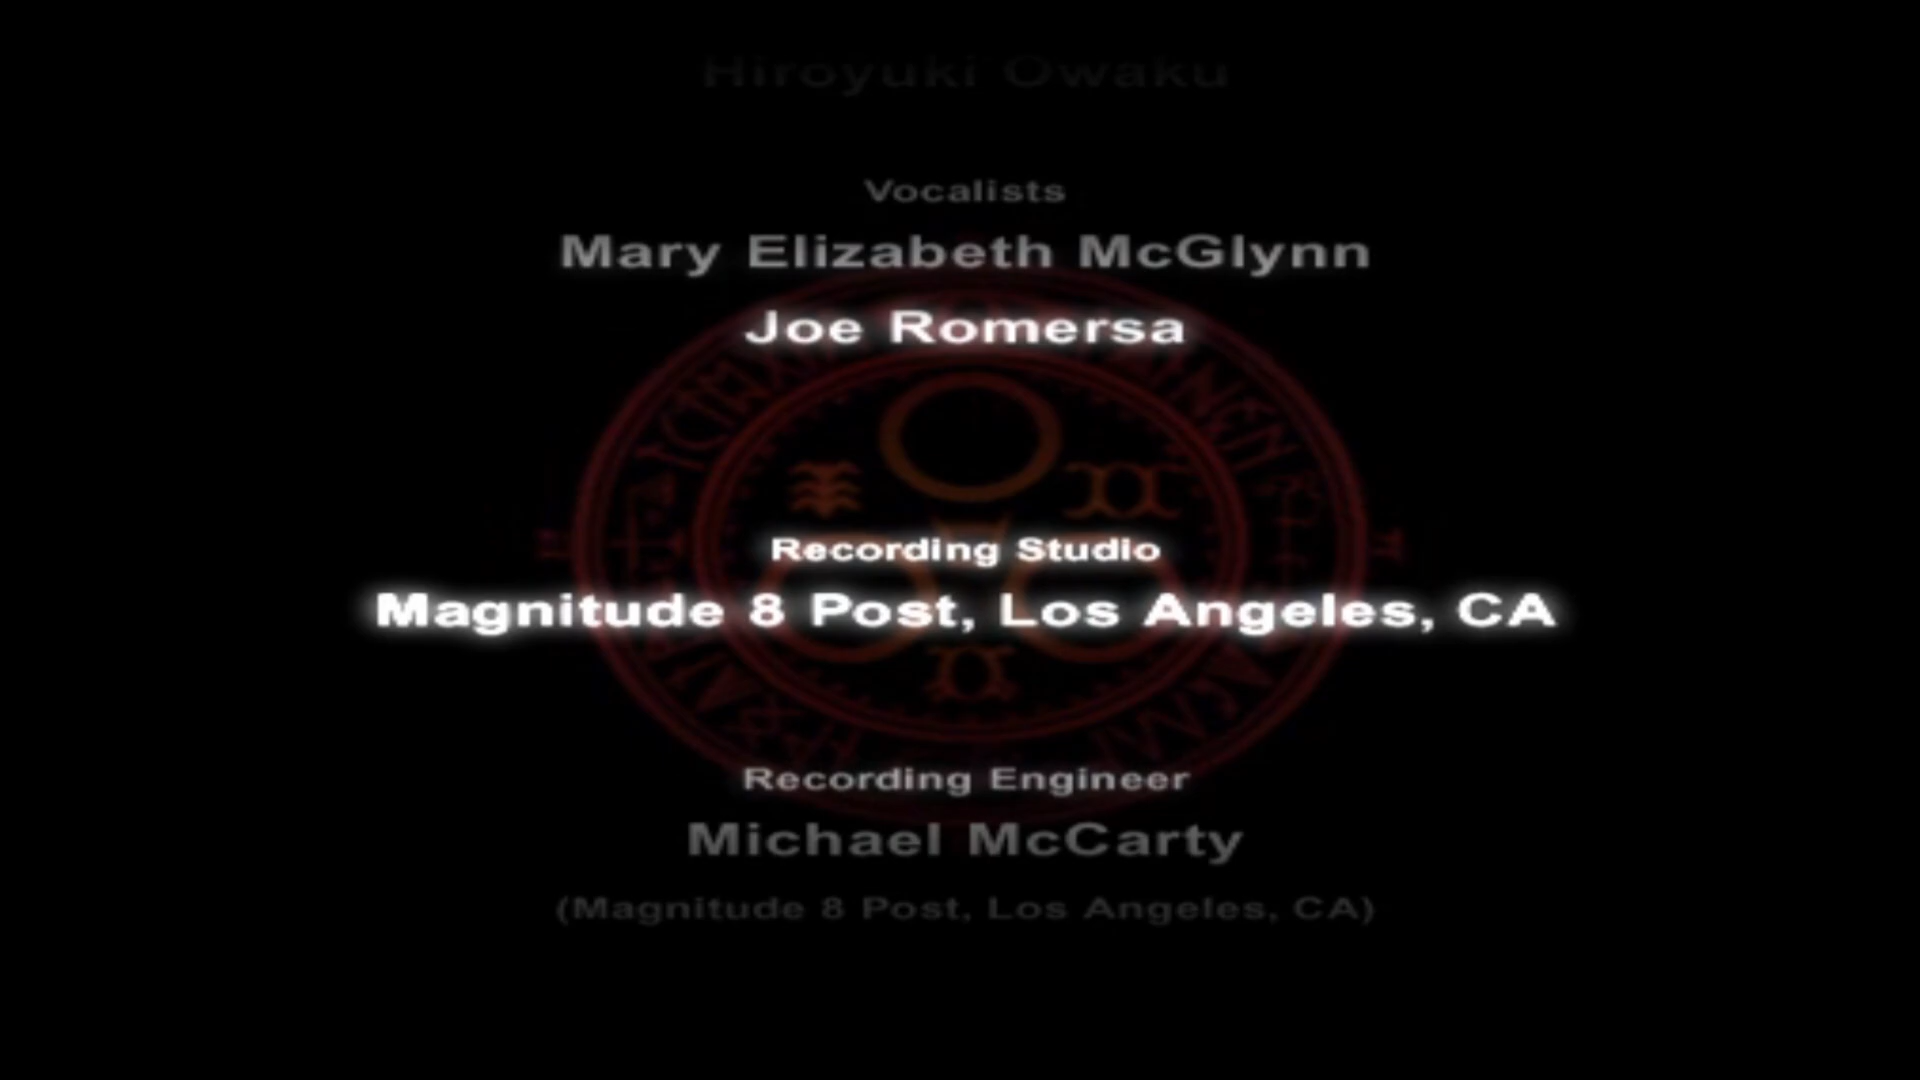 Hiroyuki Owaku
Vocalists
Mary Elizabeth McGlynn
Joe Romersa
Recording Studio
Magnitude 8 Post, Los Angeles, CA
Recording Engineer
Michael McCarty
(Magnitude 8 Post, Los Angeles, CA)